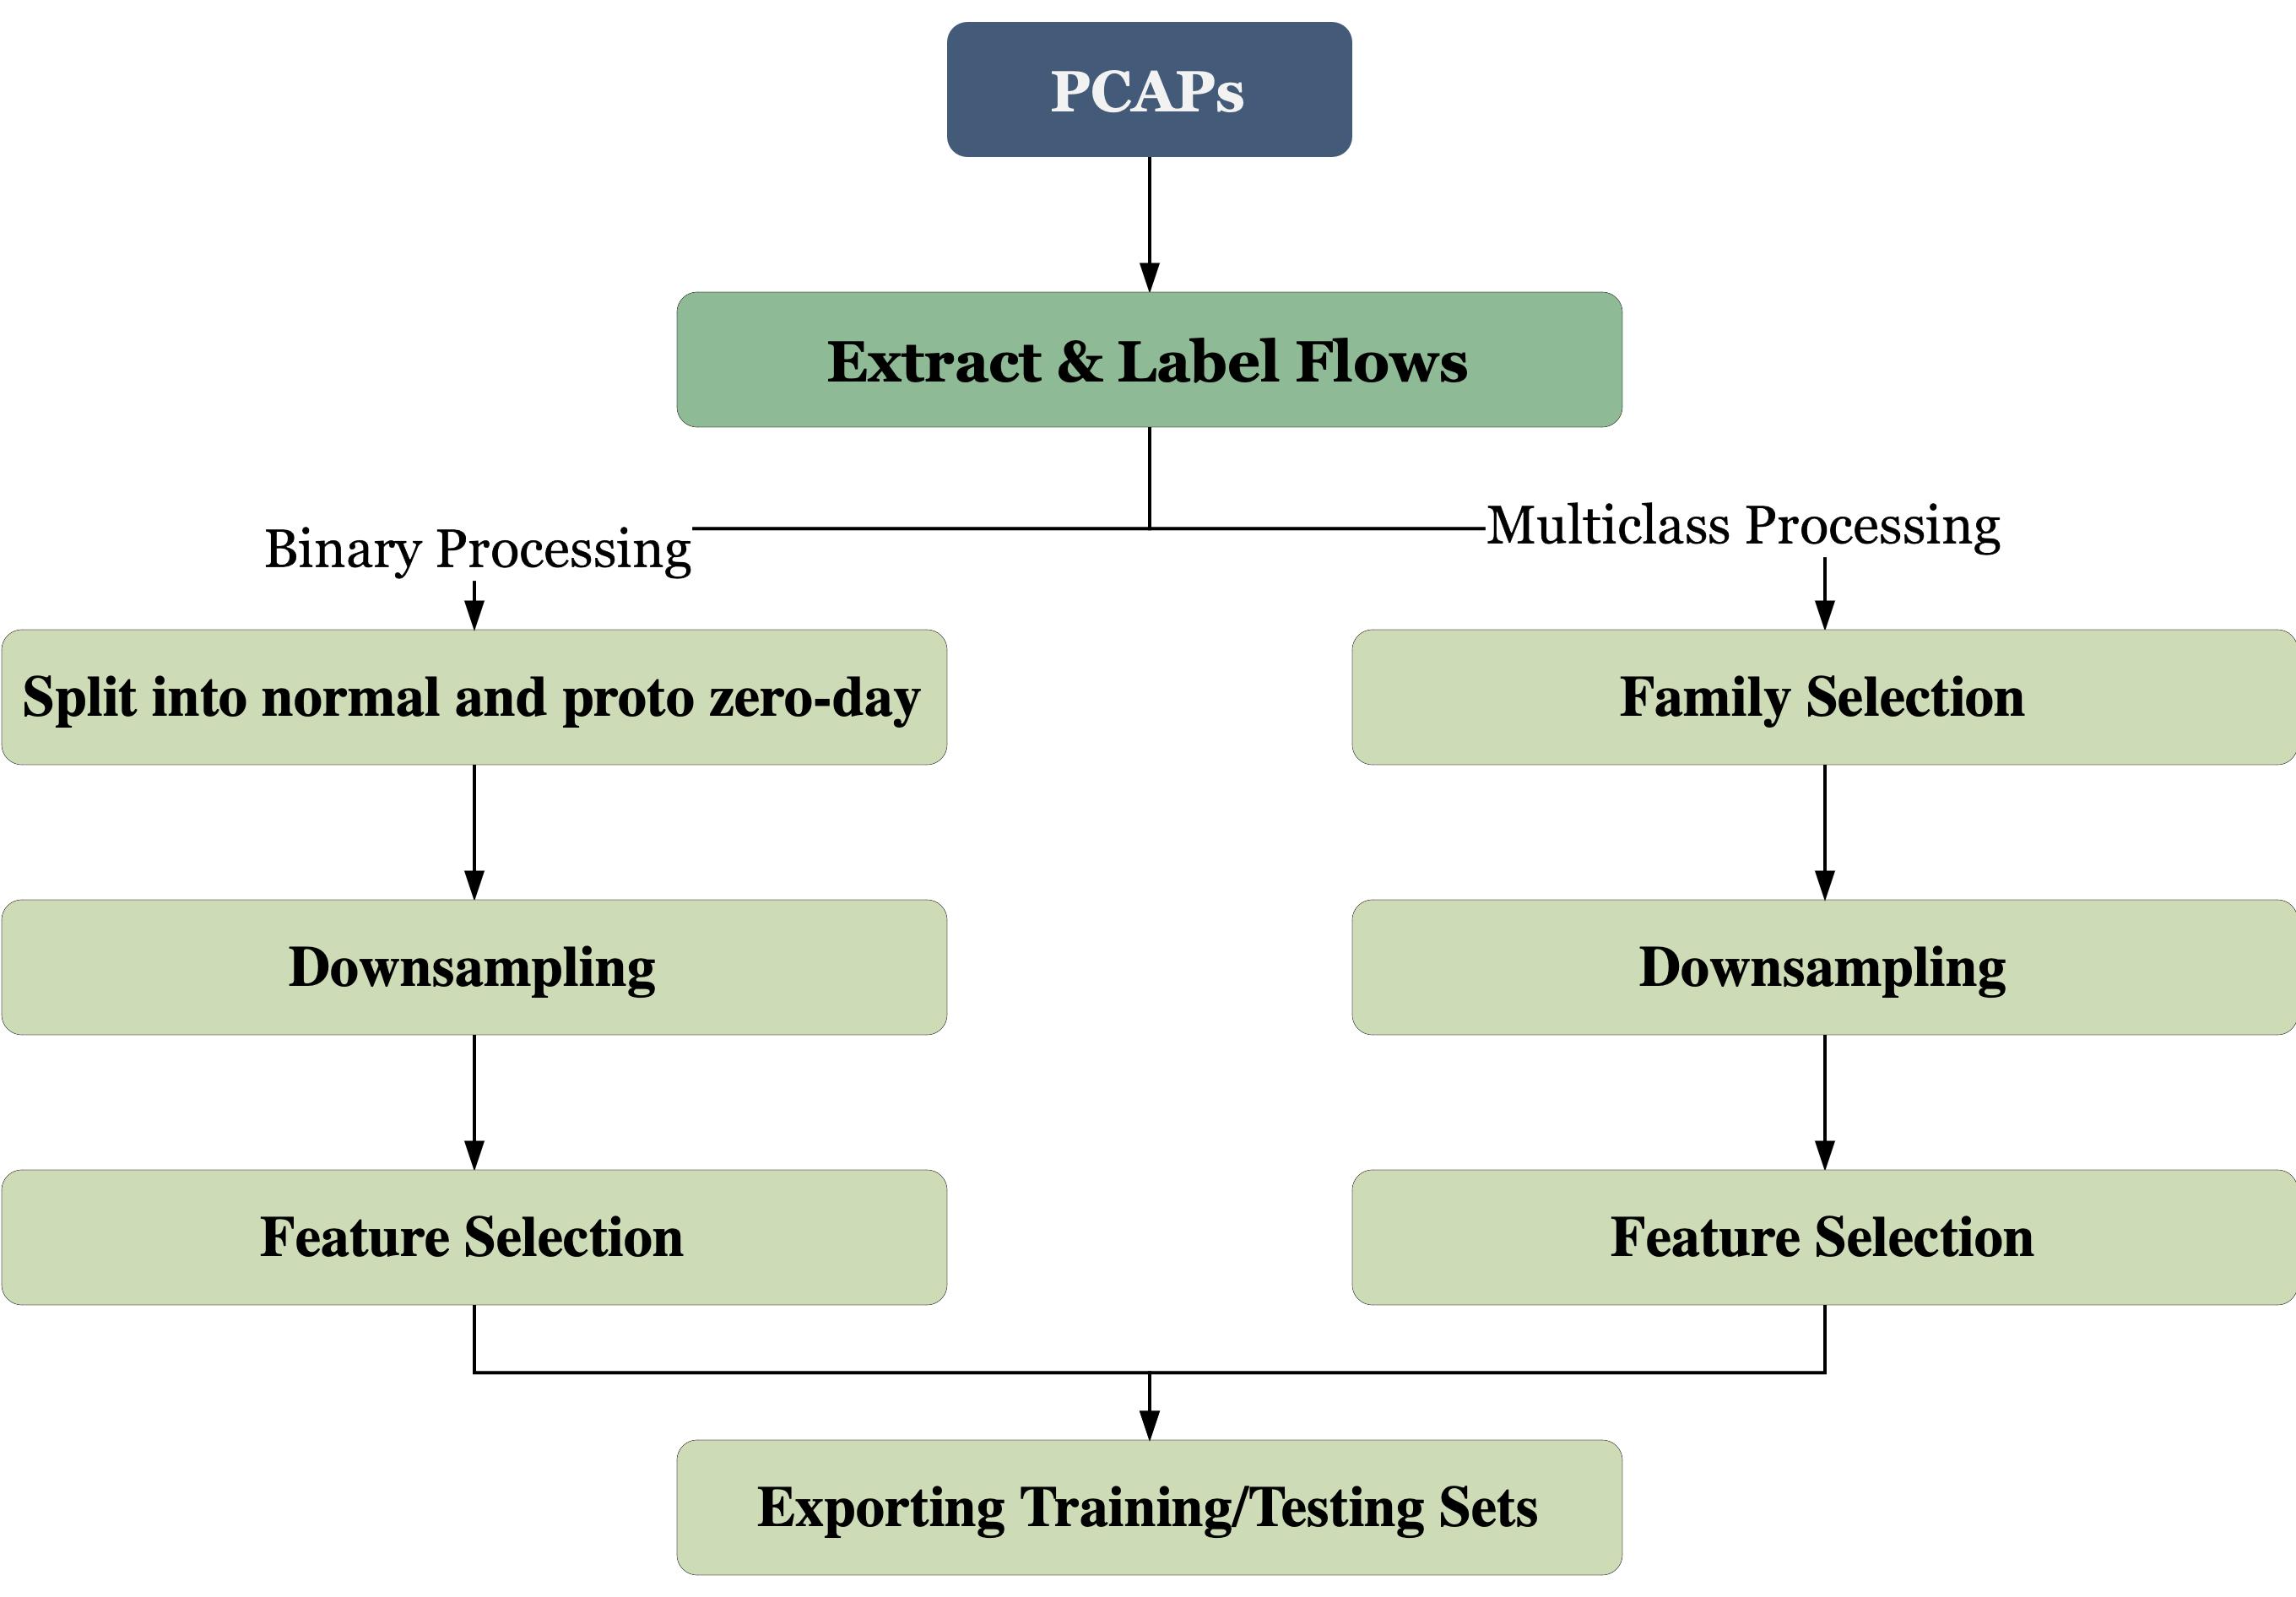 PCAPs
Extract & Label Flows
Binary Processing
Multiclass Processing
Split into normal and proto zero-day
Family Selection
Downsampling
Downsampling
Feature Selection
Feature Selection
Exporting Training/Testing Sets